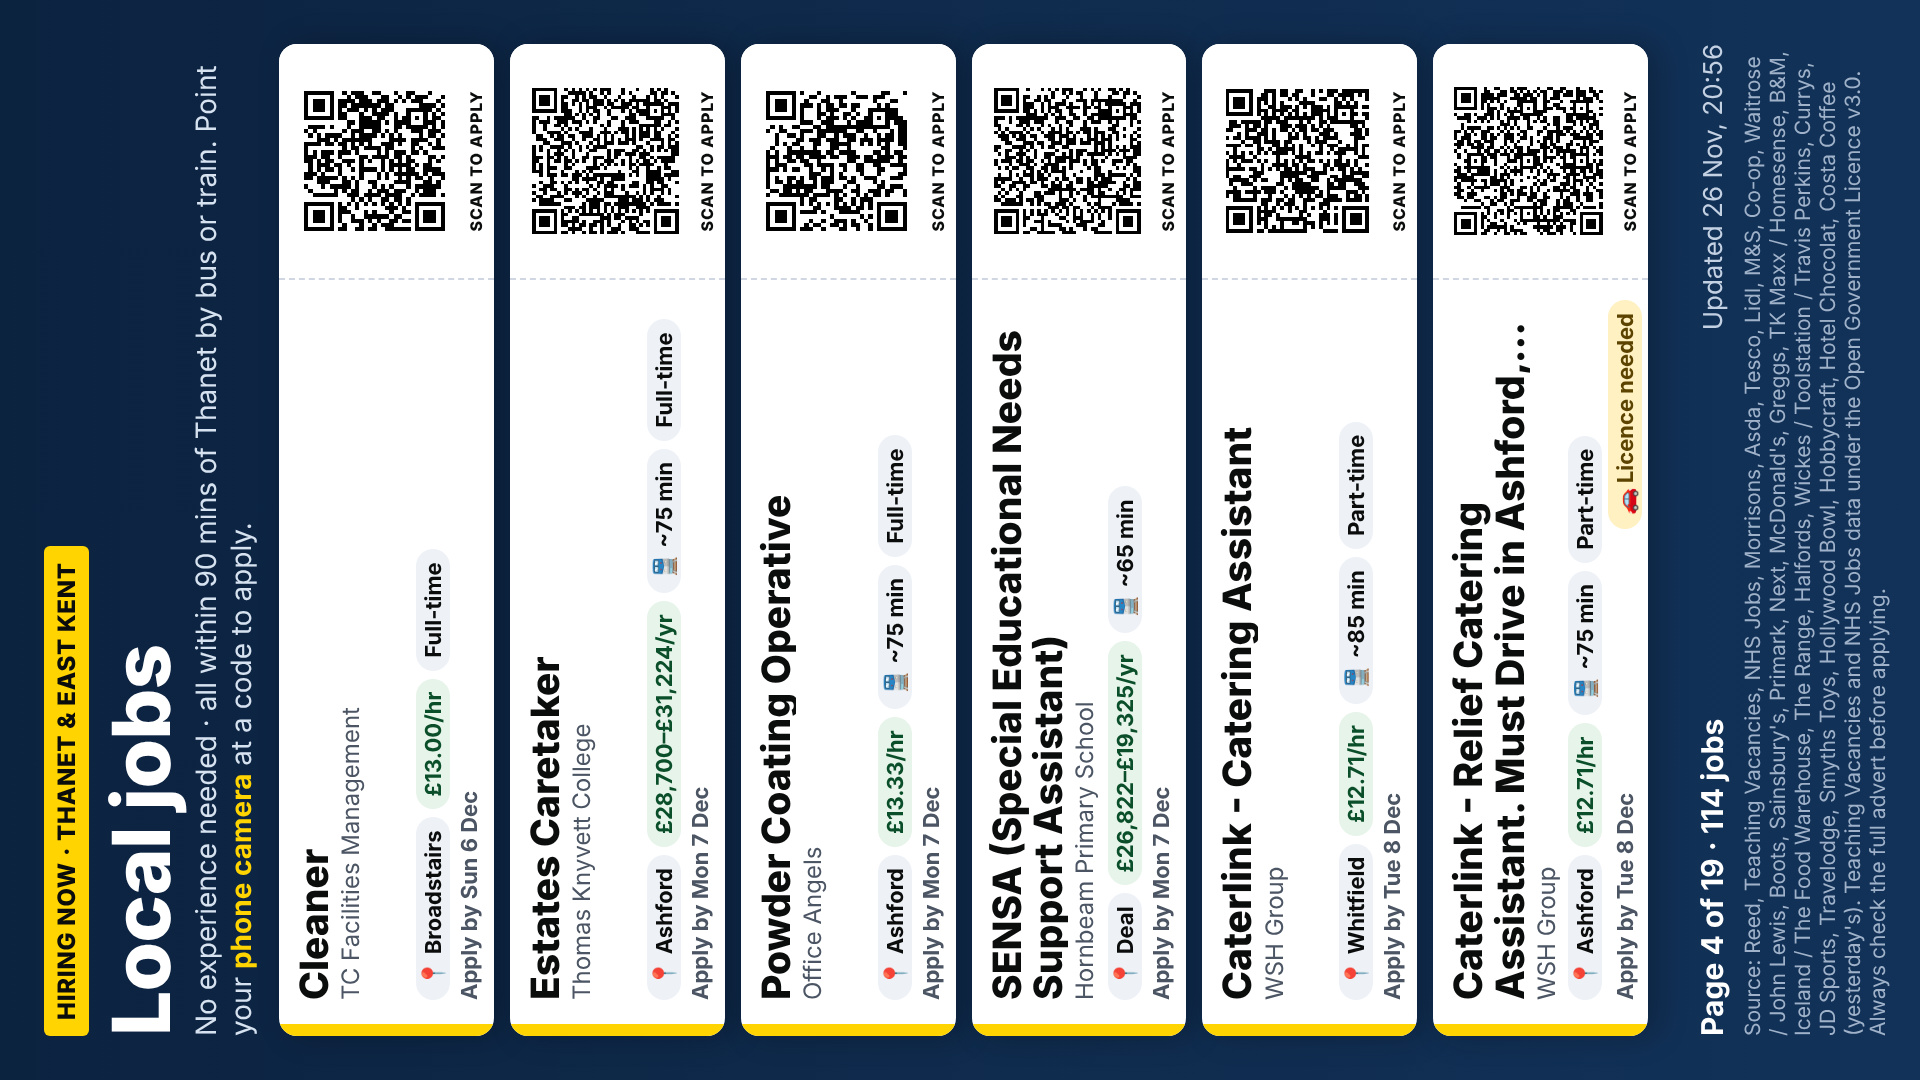 HIRING NOW · THANET & EAST KENT
Local jobs
No experience needed · all within 90 mins of Thanet by bus or train. Point
your phone camera at a code to apply.
Cleaner
TC Facilities Management
📍 Broadstairs £13.00/hr Full-time
Apply by Sun 6 Dec
SCAN TO APPLY
Estates Caretaker
Thomas Knyvett College
📍 Ashford £28,700–£31,224/yr 🚆 ~75 min Full-time
Apply by Mon 7 Dec
SCAN TO APPLY
Powder Coating Operative
Office Angels
📍 Ashford £13.33/hr 🚆 ~75 min Full-time
Apply by Mon 7 Dec
SCAN TO APPLY
SENSA (Special Educational Needs
Support Assistant)
Hornbeam Primary School
📍 Deal £26,822–£19,325/yr 🚆 ~65 min
Apply by Mon 7 Dec
SCAN TO APPLY
Caterlink - Catering Assistant
WSH Group
📍 Whitfield £12.71/hr 🚆 ~85 min Part-time
Apply by Tue 8 Dec
SCAN TO APPLY
Caterlink - Relief Catering
Assistant. Must Drive in Ashford,…
WSH Group
📍 Ashford £12.71/hr 🚆 ~75 min Part-time
🚗 Licence needed
Apply by Tue 8 Dec
SCAN TO APPLY
Page 4 of 19 · 114 jobs
Updated 26 Nov, 20:56
Source: Reed, Teaching Vacancies, NHS Jobs, Morrisons, Asda, Tesco, Lidl, M&S, Co-op, Waitrose
/ John Lewis, Boots, Sainsbury's, Primark, Next, McDonald's, Greggs, TK Maxx / Homesense, B&M,
Iceland / The Food Warehouse, The Range, Halfords, Wickes / Toolstation / Travis Perkins, Currys,
JD Sports, Travelodge, Smyths Toys, Hollywood Bowl, Hobbycraft, Hotel Chocolat, Costa Coffee
(yesterday's). Teaching Vacancies and NHS Jobs data under the Open Government Licence v3.0.
Always check the full advert before applying.